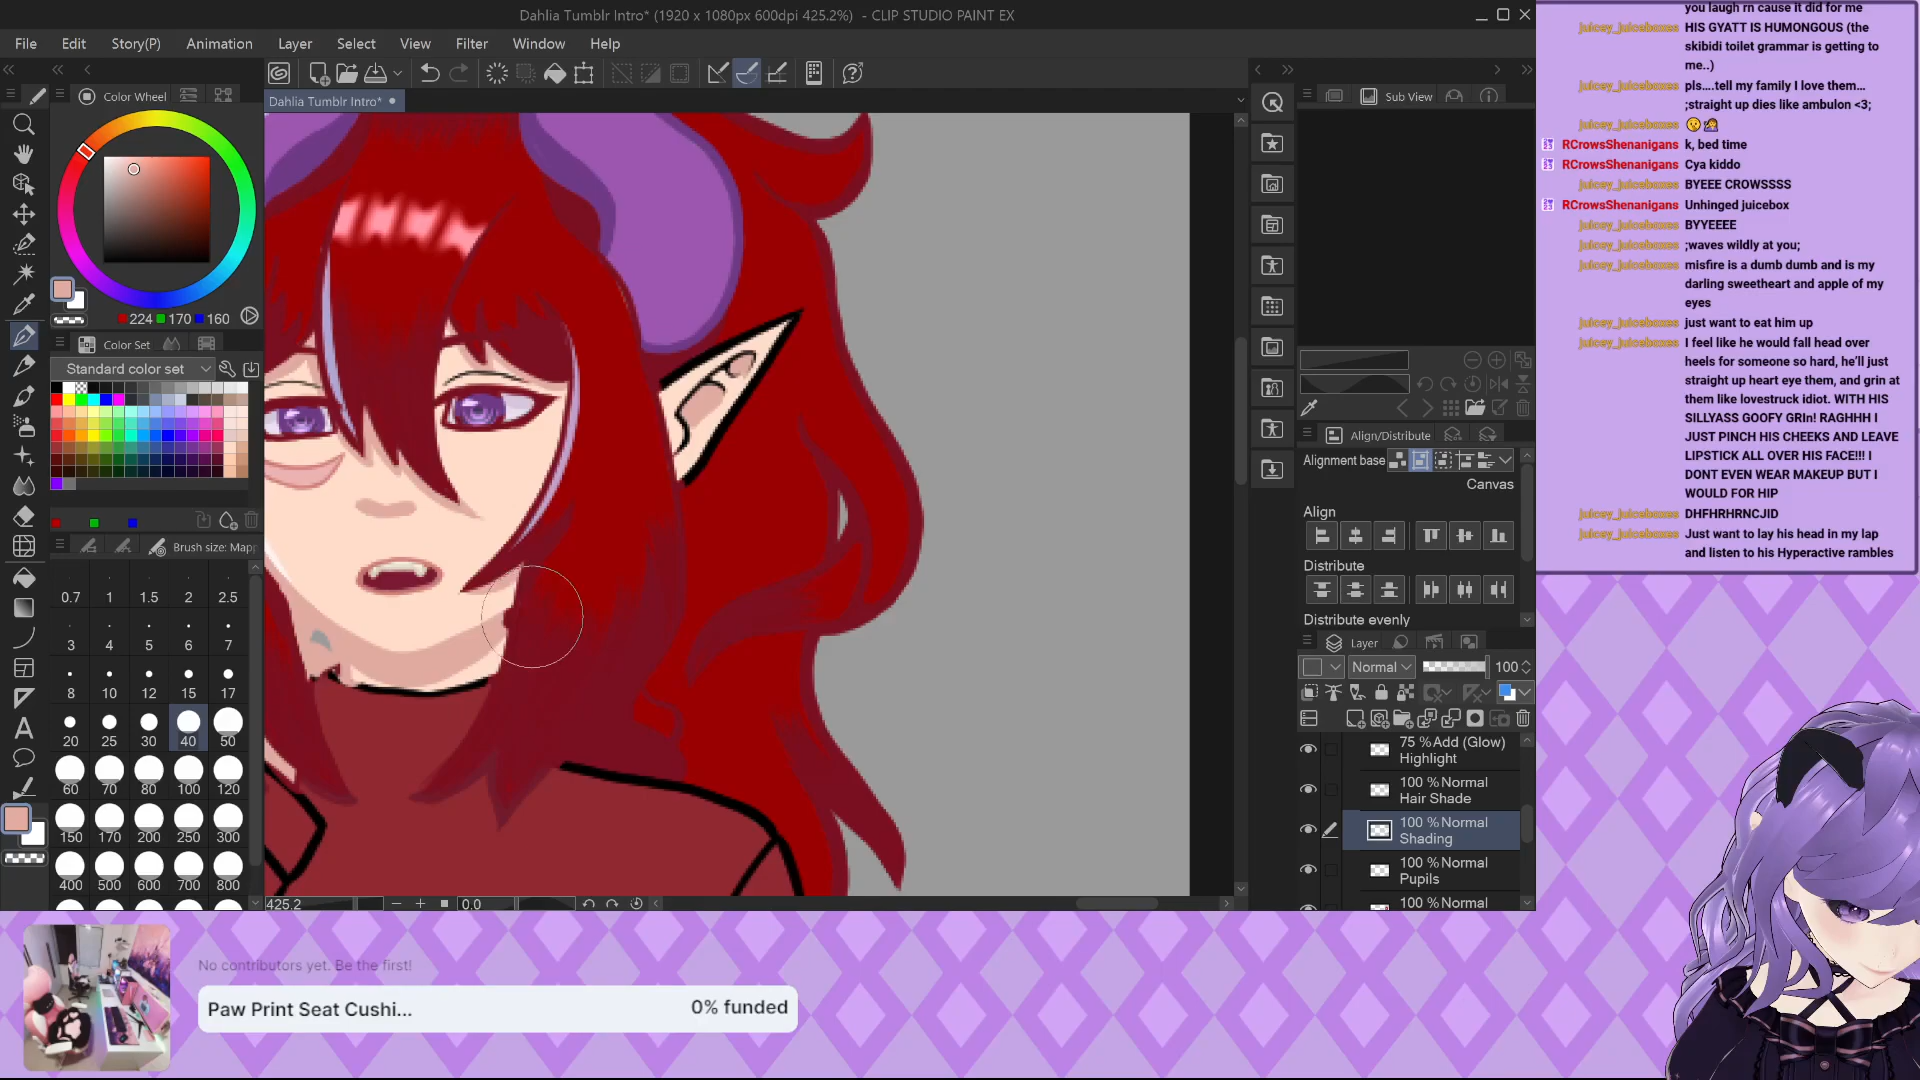 Dahlia Tumblr Intro* (1920 x 1080px 600dpi 425.2%) - CLIP STUDIO PAINT EX
File Edit Story(P) Animation Layer Select View Filter Window Help
Dahlia Tumblr Intro*
Color Wheel
224 170 160
Color Set
Standard color set
Brush size: Mapp
0.7 1 1.5 2 2.5
3 4 5 6 7
8 10 12 15 17
20 25 30 40 50
60 70 80 100 120
150 170 200 250 300
400 500 600 700 800
425.2 0.0
Sub View
Align/Distribute
Alignment base
Canvas
Align
Distribute
Distribute evenly
Layer
Normal 100
75 %Add (Glow)
Highlight
100 %Normal
Hair Shade
100 %Normal
Shading
100 %Normal
Pupils
100 %Normal
you laugh rn cause it did for me
juicey_juiceboxes HIS GYATT IS HUMONGOUS (the
skibidi toilet grammar is getting to
me..)
juicey_juiceboxes pls....tell my family I love them...
;straight up dies like ambulon <3;
juicey_juiceboxes
RCrowsShenanigans k, bed time
RCrowsShenanigans Cya kiddo
juicey_juiceboxes BYEEE CROWSSSS
RCrowsShenanigans Unhinged juicebox
juicey_juiceboxes BYYEEEE
juicey_juiceboxes ;waves wildly at you;
juicey_juiceboxes misfire is a dumb dumb and is my
darling sweetheart and apple of my
eyes
juicey_juiceboxes just want to eat him up
juicey_juiceboxes I feel like he would fall head over
heels for someone so hard, he'll just
straight up heart eye them, and grin at
them like lovestruck idiot. WITH HIS
SILLYASS GOOFY GRIn! RAGHHH I
JUST PINCH HIS CHEEKS AND LEAVE
LIPSTICK ALL OVER HIS FACE!!! I
DONT EVEN WEAR MAKEUP BUT I
WOULD FOR HIP
juicey_juiceboxes DHFHRHRNCJID
juicey_juiceboxes Just want to lay his head in my lap
and listen to his Hyperactive rambles
No contributors yet. Be the first!
Paw Print Seat Cushi... 0% funded